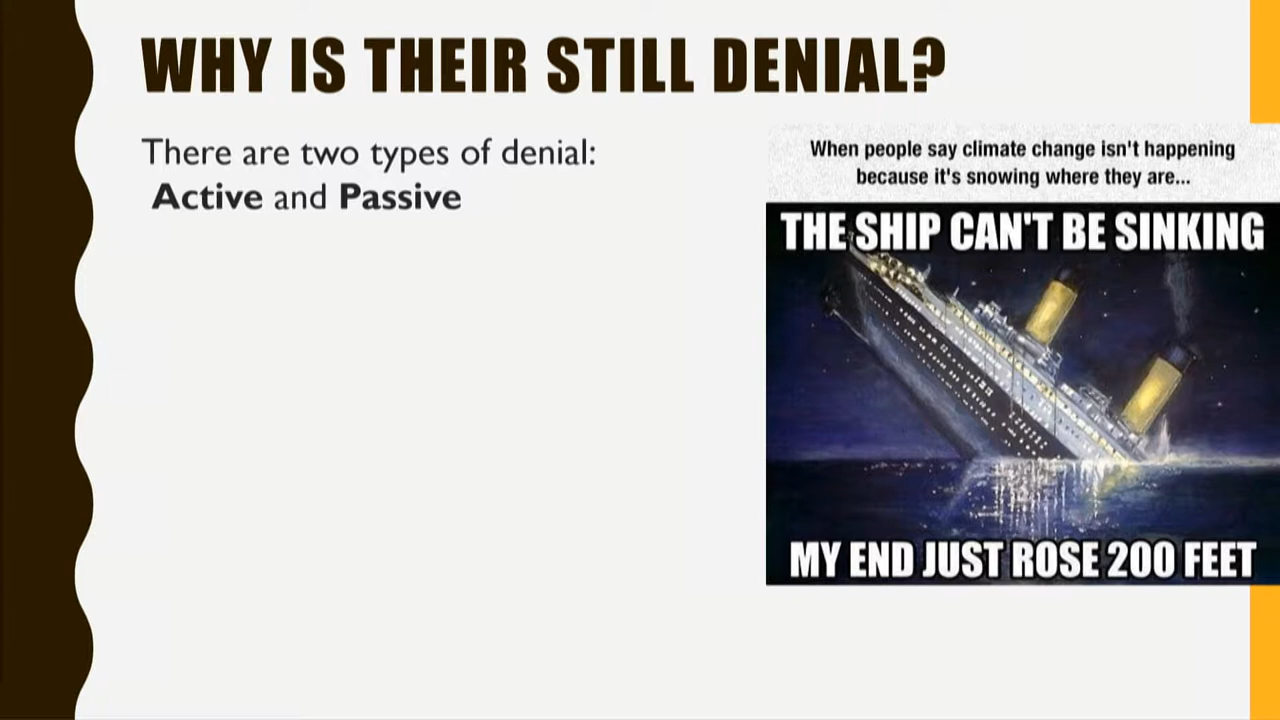 WHY IS THEIR STILL DENIAL?
There are two types of denial:
Active and Passive
When people say climate change isn't happening
because it's snowing where they are...
THE SHIP CAN'T BE SINKING
MY END JUST ROSE 200 FEET